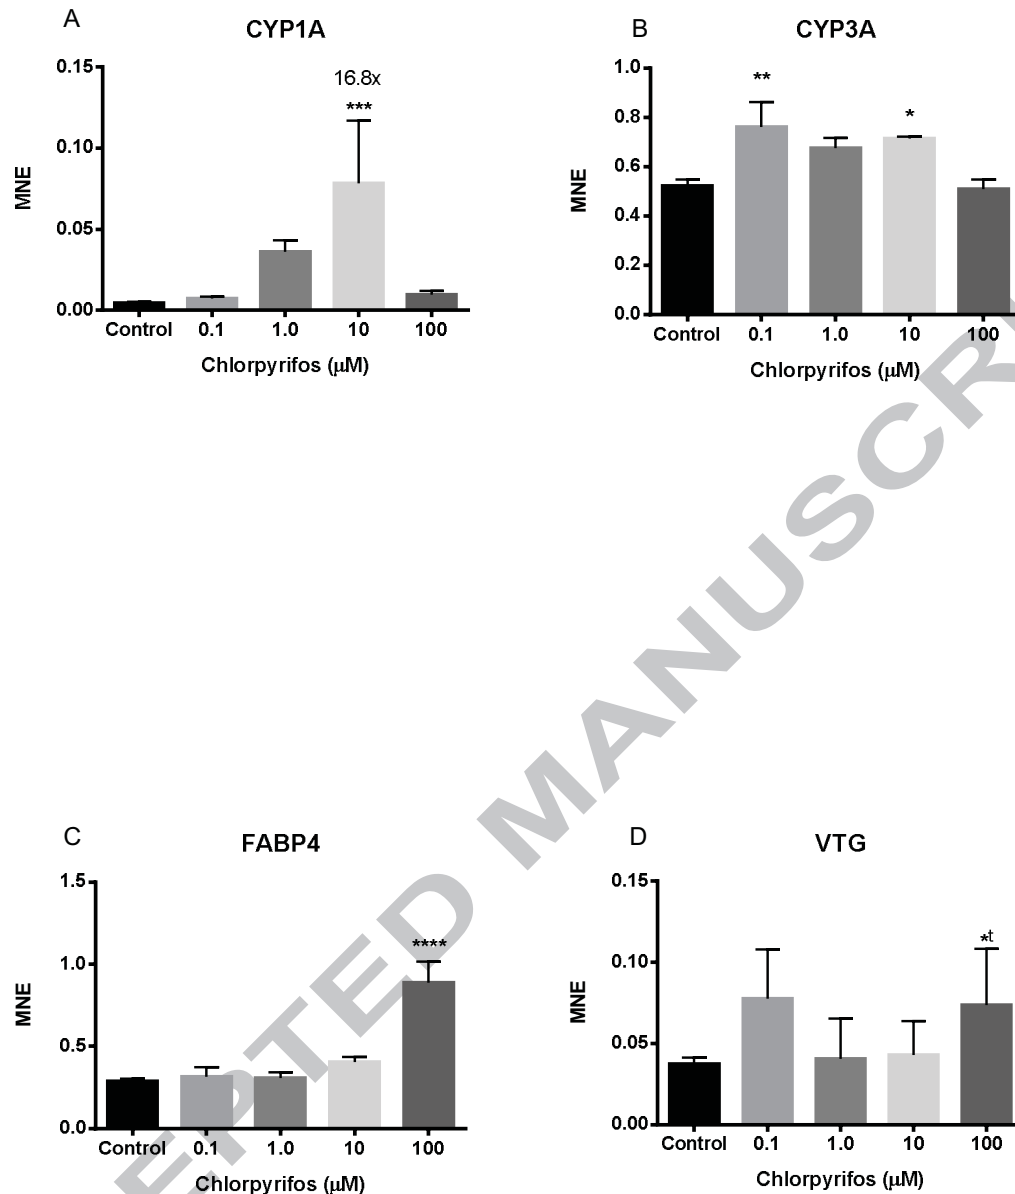 A
CYP1A
0.15
0.10
0.05
0.00
MNE
16.8x
***
Control 0.1 1.0 10 100
Chlorpyrifos (μM)
B
CYP3A
1.0
0.8
0.6
0.4
0.2
0.0
MNE
**
*
Control 0.1 1.0 10 100
Chlorpyrifos (μM)
C
FABP4
1.5
1.0
0.5
0.0
MNE
****
Control 0.1 1.0 10 100
Chlorpyrifos (μM)
D
VTG
0.15
0.10
0.05
0.00
MNE
*t
Control 0.1 1.0 10 100
Chlorpyrifos (μM)
EPTED MANUSCR